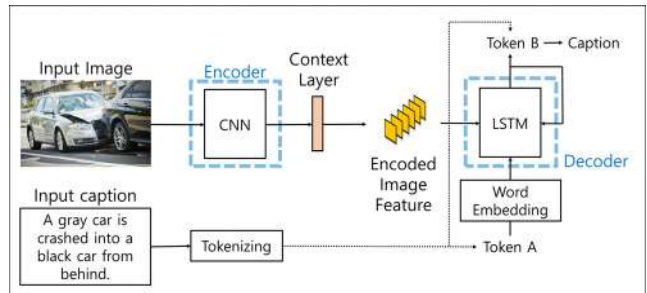 Input Image
Encoder
CNN
Context
Layer
Encoded
Image
Feature
Token B
Caption
LSTM
Decoder
Word
Embedding
Token A
Input caption
A gray car is
crashed into a
black car from
behind.
Tokenizing